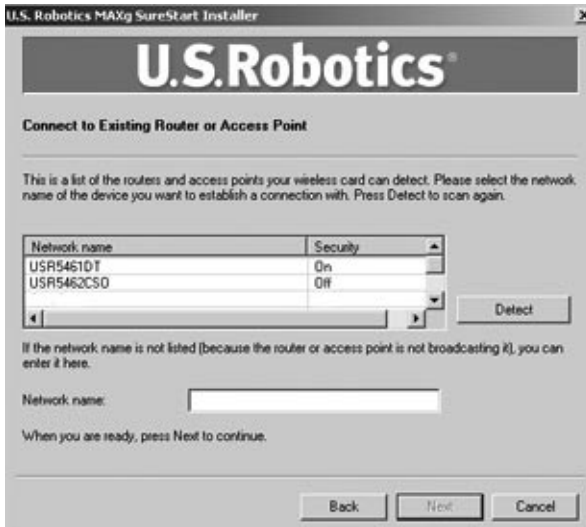 U.S. Robotics MAXg SureStart Installer
U.S.Robotics®
Connect to Existing Router or Access Point
This is a list of the routers and access points your wireless card can detect. Please select the network
name of the device you want to establish a connection with. Press Detect to scan again.
Network name Security
USR5461DT On
USR5462CSO Off
Detect
If the network name is not listed (because the router or access point is not broadcasting it), you can
enter it here.
Network name:
When you are ready, press Next to continue.
Back Next Cancel